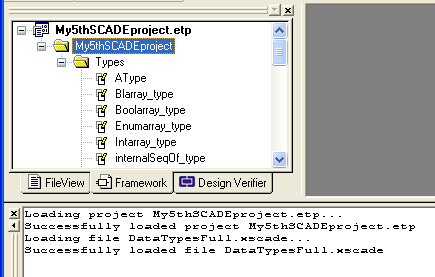 My5thSCADEproject.etp
My5thSCADEproject
Types
AType
Blarray_type
Boolarray_type
Enumarray_type
Intarray_type
internalSeqOf_type
FileView Framework Design Verifier
Loading project My5thSCADEproject.etp...
Successfully loaded project My5thSCADEproject.etp
Loading file DataTypesFull.xscade...
Successfully loaded file DataTypesFull.xscade